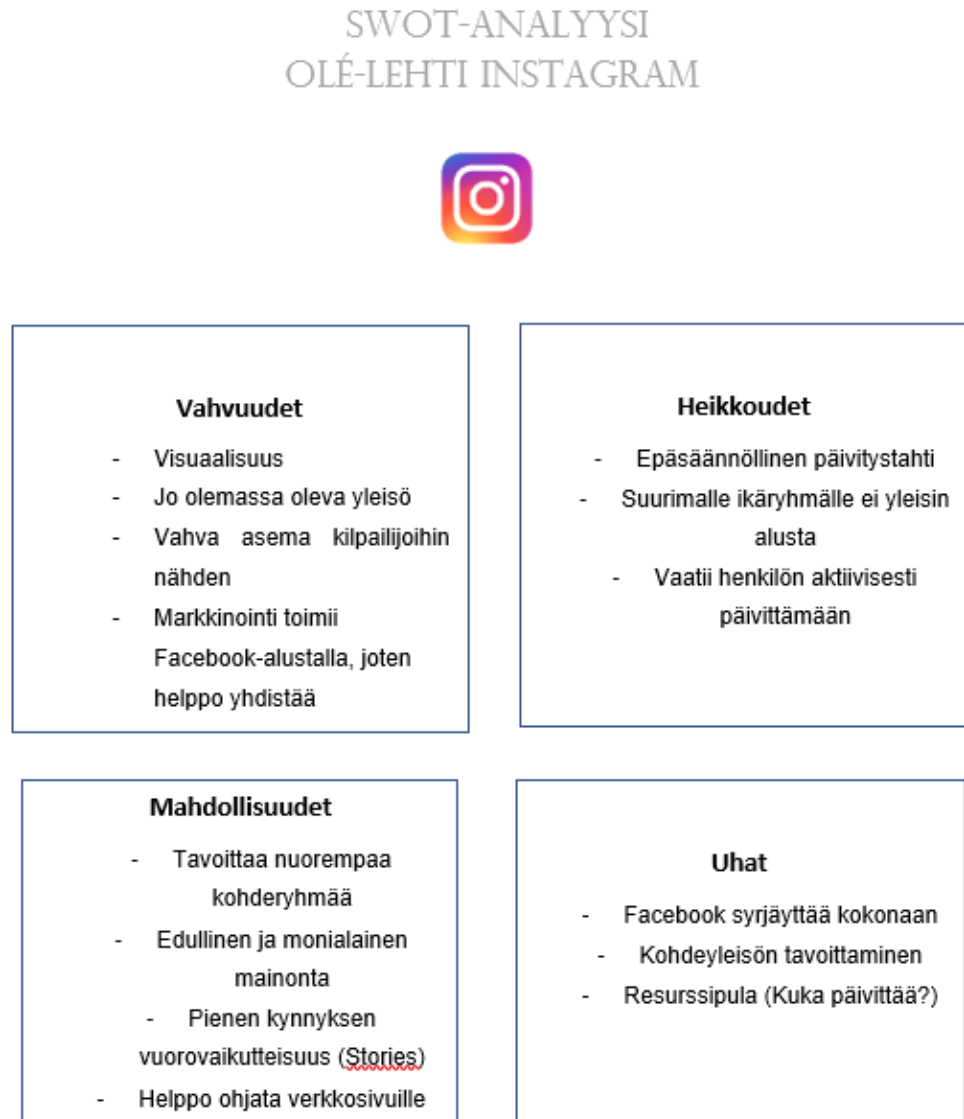 SWOT-ANALYYSI
OLÉ-LEHTI INSTAGRAM
Vahvuudet
- Visuaalisuus
- Jo olemassa oleva yleisö
- Vahva asema kilpailijoihin
nähden
- Markkinointi toimii
Facebook-alustalla, joten
helppo yhdistää
Heikkoudet
- Epäsäännöllinen päivitystahti
- Suurimalle ikäryhmälle ei yleisin
alusta
- Vaatii henkilön aktiivisesti
päivittämään
Mahdollisuudet
- Tavoittaa nuorempaa
kohderyhmää
- Edullinen ja monialainen
mainonta
- Pienen kynnyksen
vuorovaikutteisuus (Stories)
- Helppo ohjata verkkosivuille
Uhat
- Facebook syrjäyttää kokonaan
- Kohdeyleisön tavoittaminen
- Resurssipula (Kuka päivittää?)